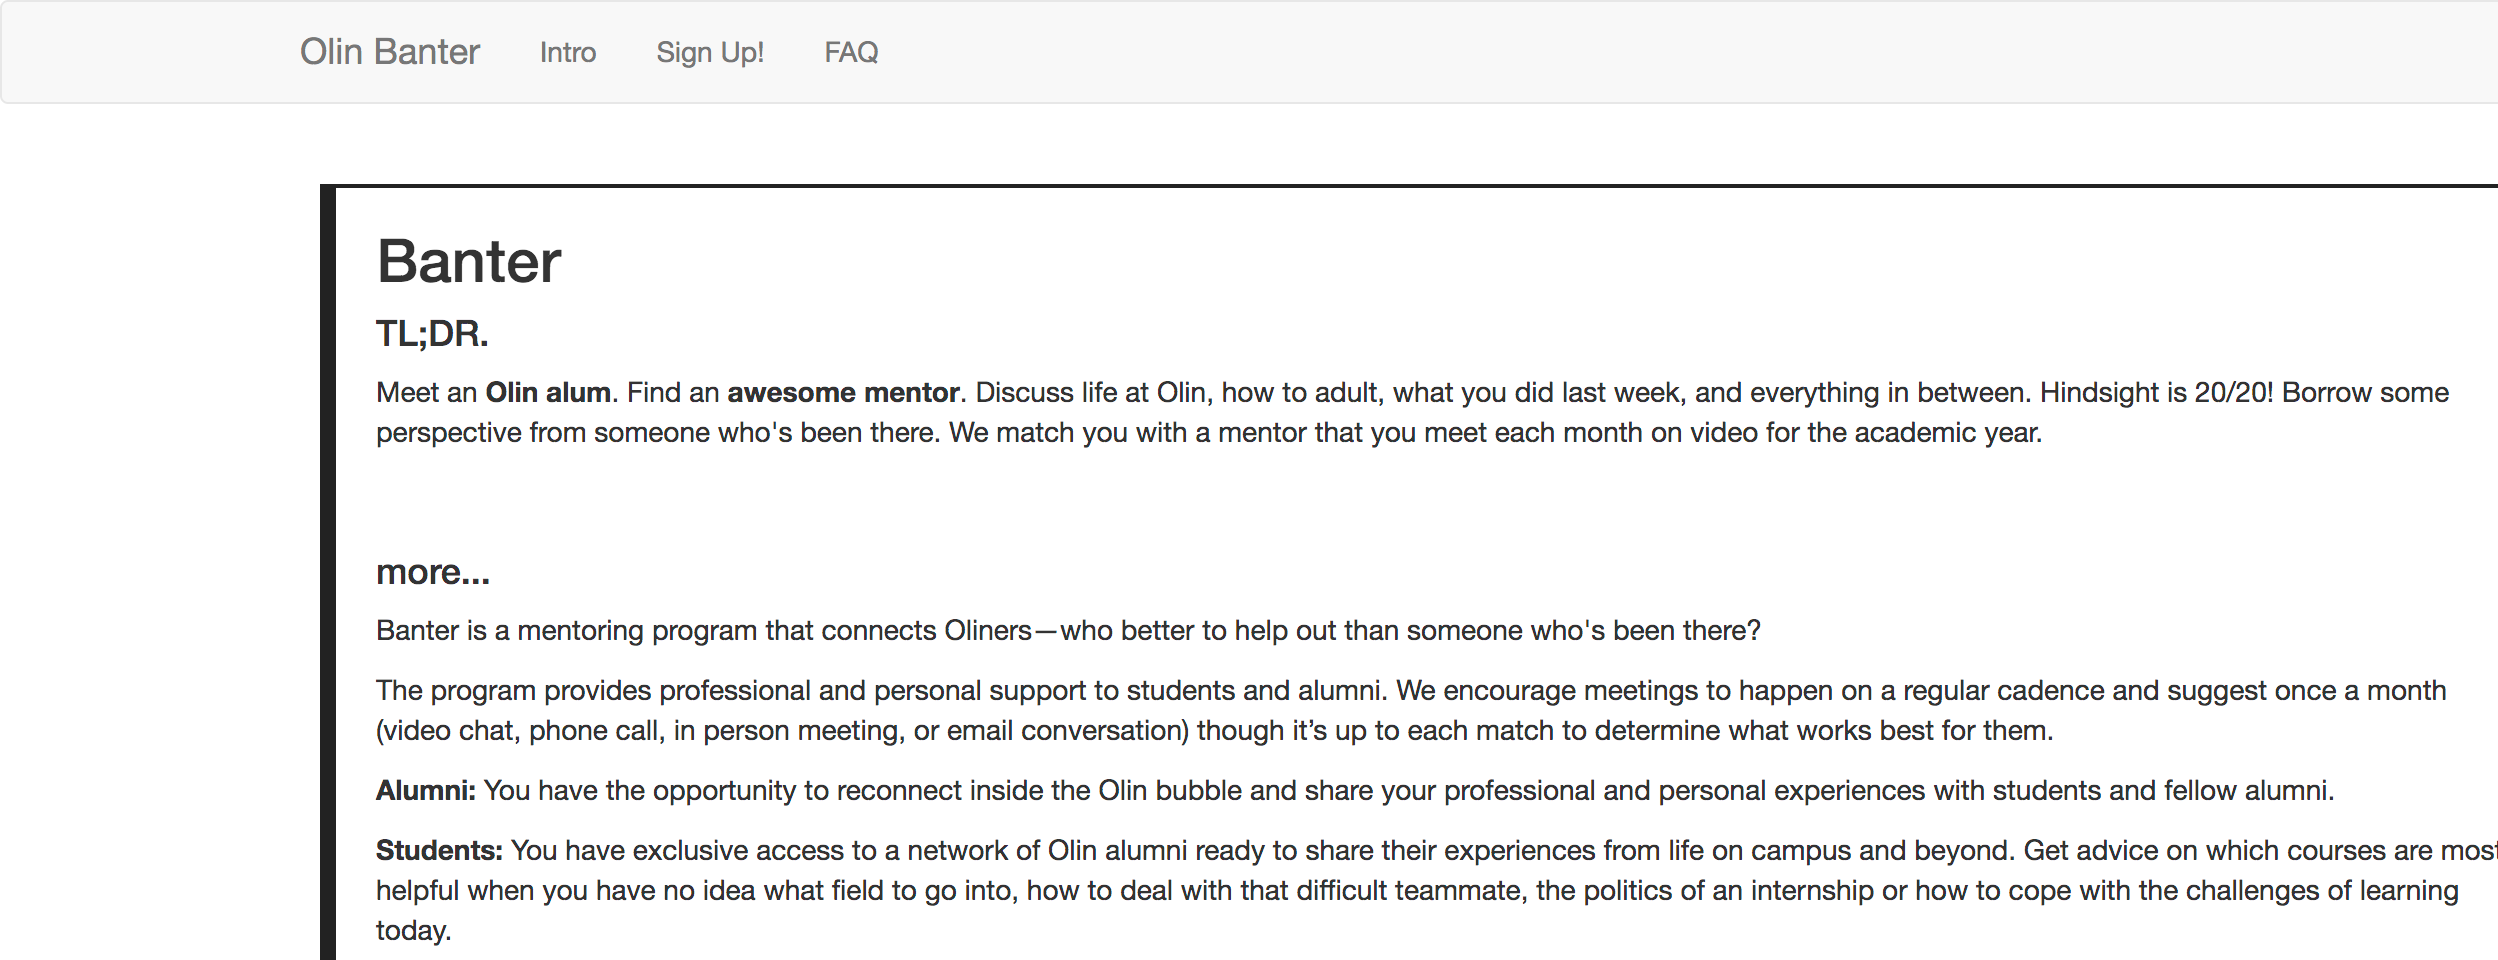 Olin Banter Intro Sign Up! FAQ
Banter
TL;DR.
Meet an Olin alum. Find an awesome mentor. Discuss life at Olin, how to adult, what you did last week, and everything in between. Hindsight is 20/20! Borrow some
perspective from someone who's been there. We match you with a mentor that you meet each month on video for the academic year.
more...
Banter is a mentoring program that connects Oliners—who better to help out than someone who's been there?
The program provides professional and personal support to students and alumni. We encourage meetings to happen on a regular cadence and suggest once a month
(video chat, phone call, in person meeting, or email conversation) though it’s up to each match to determine what works best for them.
Alumni: You have the opportunity to reconnect inside the Olin bubble and share your professional and personal experiences with students and fellow alumni.
Students: You have exclusive access to a network of Olin alumni ready to share their experiences from life on campus and beyond. Get advice on which courses are most
helpful when you have no idea what field to go into, how to deal with that difficult teammate, the politics of an internship or how to cope with the challenges of learning
today.